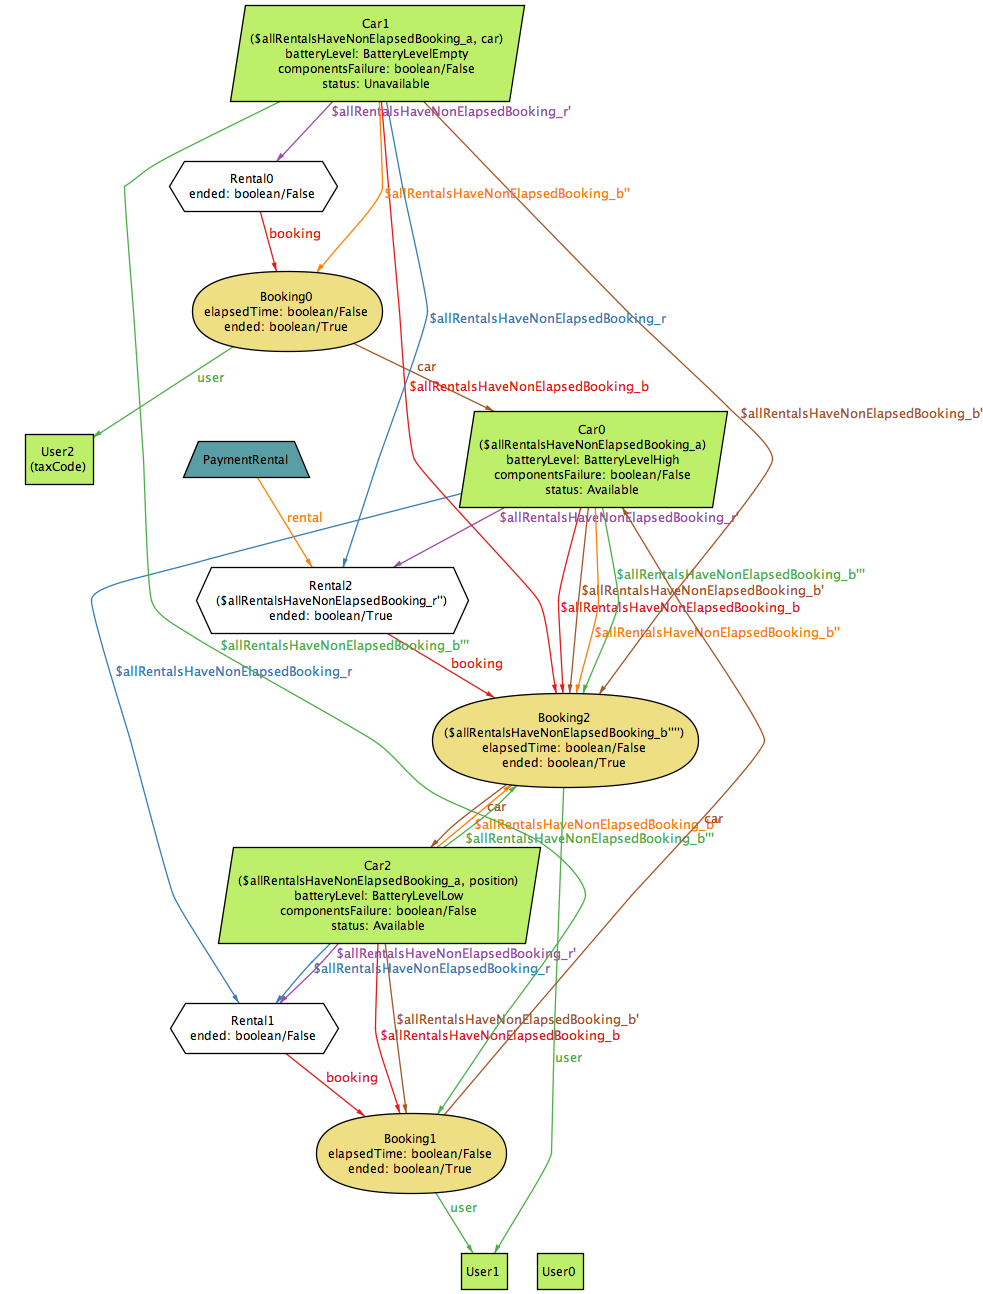 Car1
($allRentalsHaveNonElapsedBooking_a, car)
batteryLevel: BatteryLevelEmpty
componentsFailure: boolean/False
status: Unavailable
$allRentalsHaveNonElapsedBooking_r'
Rental0
ended: boolean/False
$allRentalsHaveNonElapsedBooking_b''
booking
Booking0
elapsedTime: boolean/False
ended: boolean/True
$allRentalsHaveNonElapsedBooking_r
car
user
$allRentalsHaveNonElapsedBooking_b
$allRentalsHaveNonElapsedBooking_b'
Car0
($allRentalsHaveNonElapsedBooking_a)
batteryLevel: BatteryLevelHigh
componentsFailure: boolean/False
status: Available
User2
(taxCode)
PaymentRental
rental
$allRentalsHaveNonElapsedBooking_r'
Rental2
($allRentalsHaveNonElapsedBooking_r'')
ended: boolean/True
$allRentalsHaveNonElapsedBooking_b'''
$allRentalsHaveNonElapsedBooking_b'
$allRentalsHaveNonElapsedBooking_b
$allRentalsHaveNonElapsedBooking_b''
$allRentalsHaveNonElapsedBooking_b'''
booking
$allRentalsHaveNonElapsedBooking_r
Booking2
($allRentalsHaveNonElapsedBooking_b'''')
elapsedTime: boolean/False
ended: boolean/True
car
car
$allRentalsHaveNonElapsedBooking_b''
$allRentalsHaveNonElapsedBooking_b'''
Car2
($allRentalsHaveNonElapsedBooking_a, position)
batteryLevel: BatteryLevelLow
componentsFailure: boolean/False
status: Available
$allRentalsHaveNonElapsedBooking_r'
$allRentalsHaveNonElapsedBooking_r
Rental1
ended: boolean/False
$allRentalsHaveNonElapsedBooking_b'
$allRentalsHaveNonElapsedBooking_b
user
booking
Booking1
elapsedTime: boolean/False
ended: boolean/True
user
User1
User0